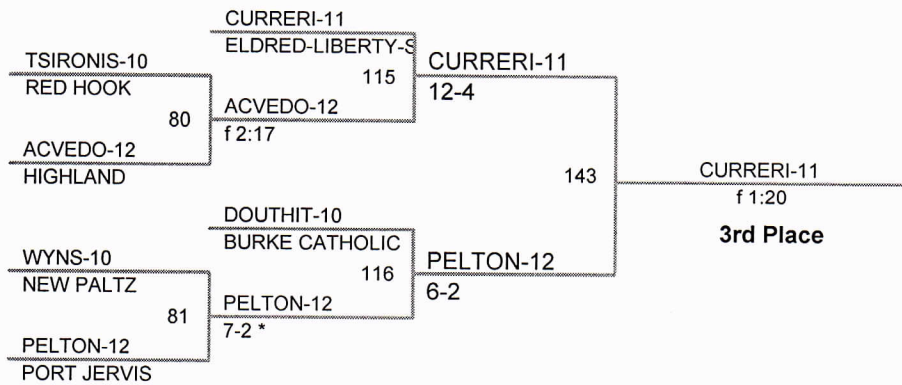 CURRERI-11
ELDRED-LIBERTY-S
TSIRONIS-10
RED HOOK
115
CURRERI-11
12-4
80
ACVEDO-12
f 2:17
ACVEDO-12
HIGHLAND
143
CURRERI-11
f 1:20
3rd Place
DOUTHIT-10
BURKE CATHOLIC
WYNS-10
NEW PALTZ
116
PELTON-12
6-2
81
PELTON-12
7-2 *
PELTON-12
PORT JERVIS